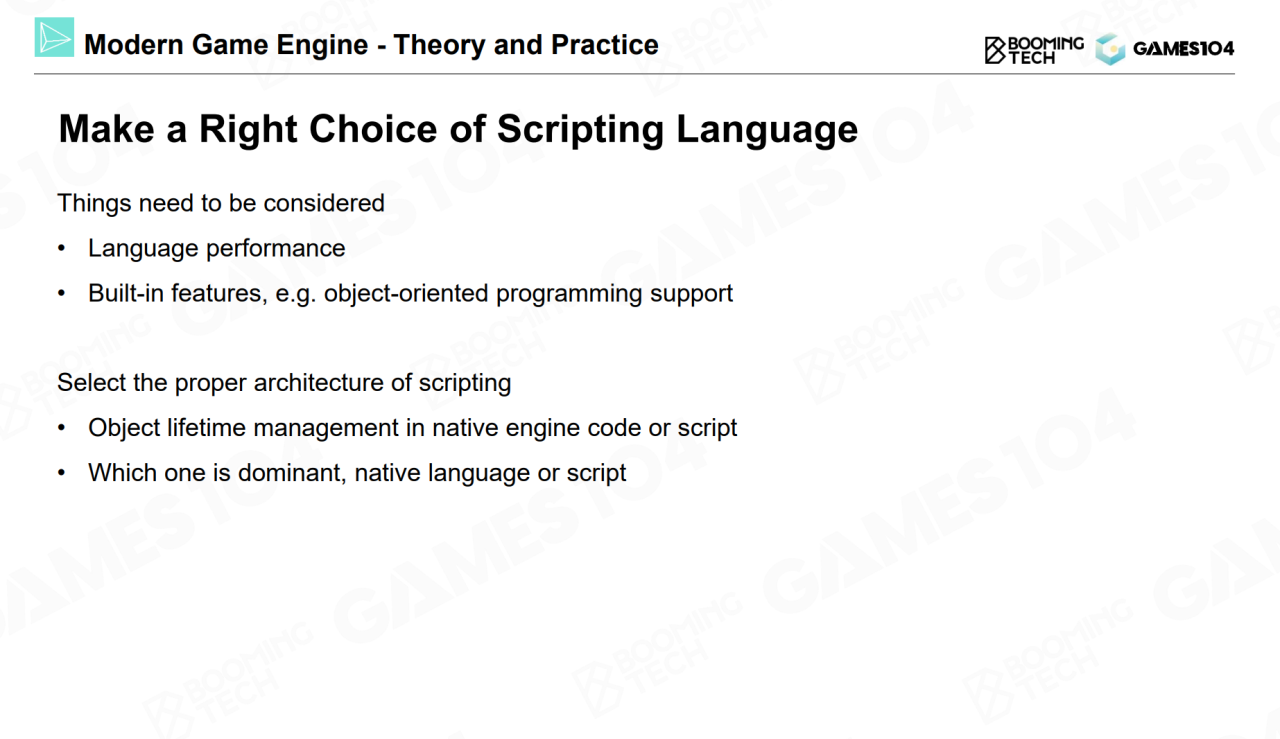 Modern Game Engine - Theory and Practice
BOOMING
TECH
GAMES104
Make a Right Choice of Scripting Language
Things need to be considered
• Language performance
• Built-in features, e.g. object-oriented programming support
Select the proper architecture of scripting
• Object lifetime management in native engine code or script
• Which one is dominant, native language or script